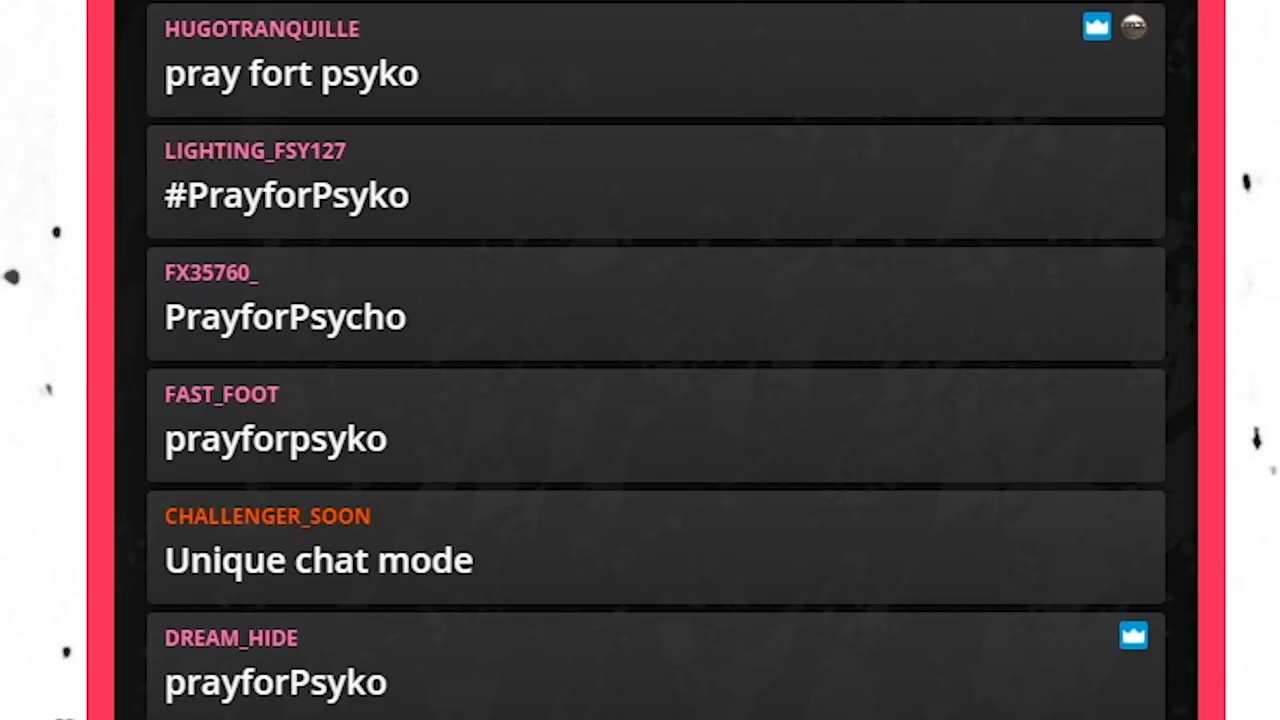 HUGOTRANQUILLE
pray fort psyko
LIGHTING_FSY127
#PrayforPsyko
FX35760_
PrayforPsycho
FAST_FOOT
prayforpsyko
CHALLENGER_SOON
Unique chat mode
DREAM_HIDE
prayforPsyko